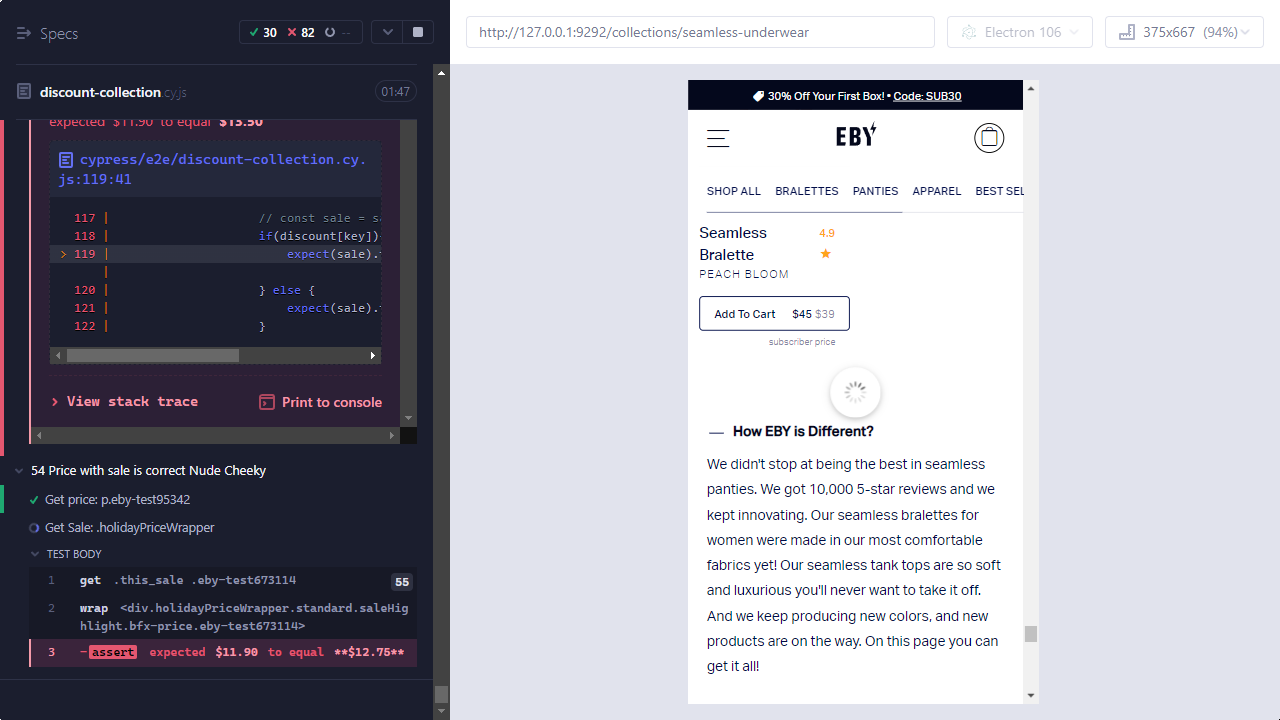 Specs
30 82 --
discount-collection.cy.js
01:47
expected $11.90 to equal $13.50
cypress/e2e/discount-collection.cy.
js:119:41
117 | // const sale = sa
118 | if(discount[key])
> 119 | expect(sale).
|
120 | } else {
121 | expect(sale).
122 | }
> View stack trace
Print to console
54 Price with sale is correct Nude Cheeky
Get price: p.eby-test95342
Get Sale: .holidayPriceWrapper
TEST BODY
1 get .this_sale .eby-test673114 55
2 wrap <div.holidayPriceWrapper.standard.saleHig
hlight.bfx-price.eby-test673114>
3 -assert expected $11.90 to equal **$12.75**
http://127.0.0.1:9292/collections/seamless-underwear
Electron 106
375x667 (94%)
30% Off Your First Box! • Code: SUB30
EBY
SHOP ALL BRALETTES PANTIES APPAREL BEST SEL
Seamless
Bralette
4.9
PEACH BLOOM
Add To Cart $45 $39
subscriber price
— How EBY is Different?
We didn't stop at being the best in seamless
panties. We got 10,000 5-star reviews and we
kept innovating. Our seamless bralettes for
women were made in our most comfortable
fabrics yet! Our seamless tank tops are so soft
and luxurious you'll never want to take it off.
And we keep producing new colors, and new
products are on the way. On this page you can
get it all!